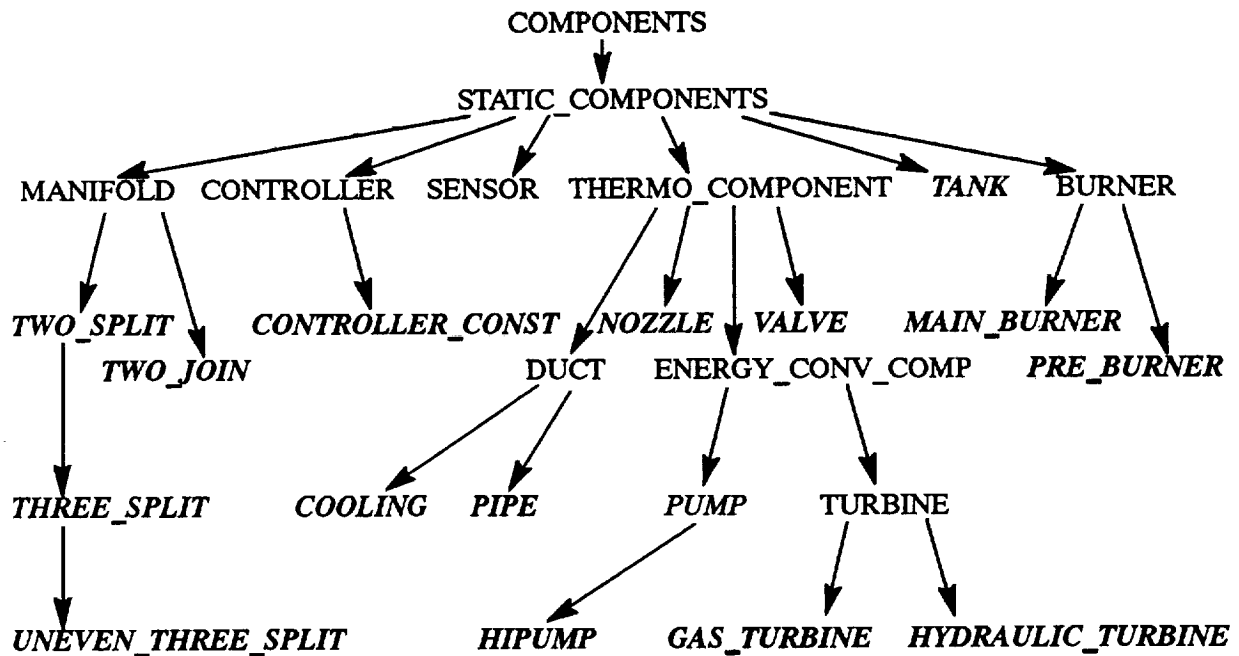 COMPONENTS
STATIC_COMPONENTS
MANIFOLD CONTROLLER SENSOR THERMO_COMPONENT TANK BURNER
TWO_SPLIT CONTROLLER_CONST NOZZLE VALVE MAIN_BURNER
TWO_JOIN DUCT ENERGY_CONV_COMP PRE_BURNER
THREE_SPLIT COOLING PIPE PUMP TURBINE
UNEVEN_THREE_SPLIT HIPUMP GAS_TURBINE HYDRAULIC_TURBINE